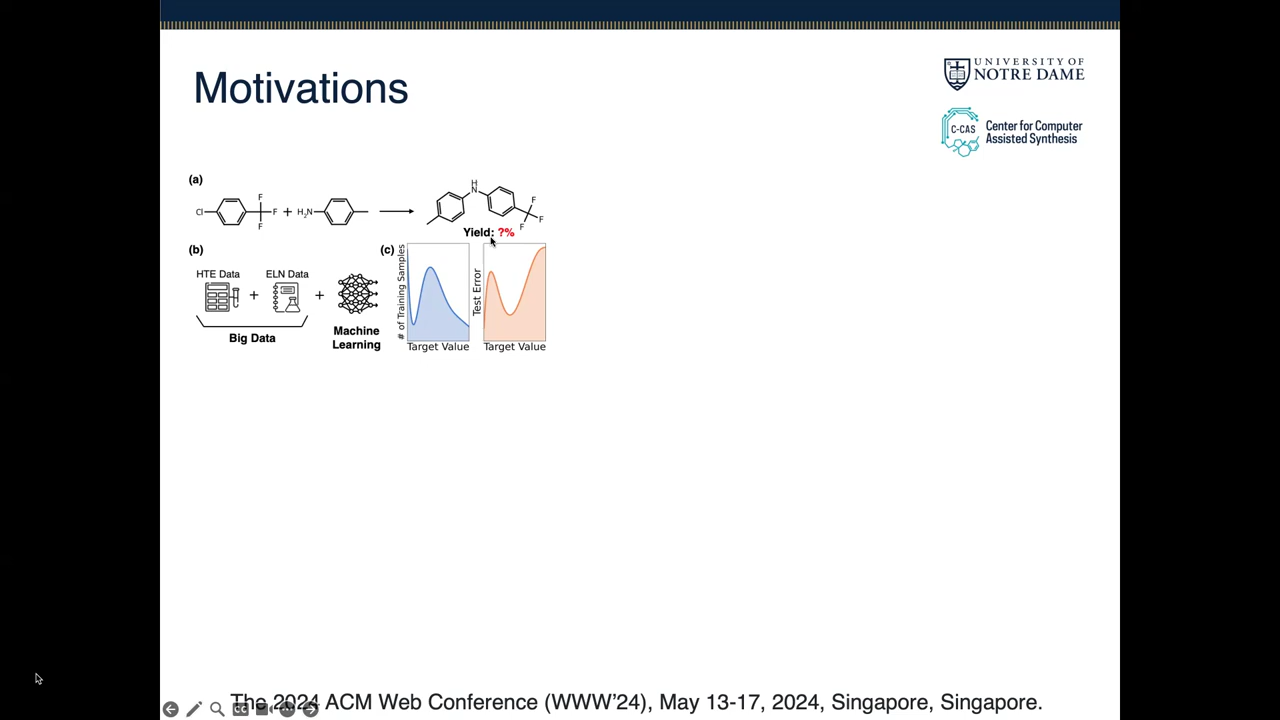 Motivations
UNIVERSITY OF
NOTRE DAME
C-CAS
Center for Computer
Assisted Synthesis
(a)
Cl
F
F
F
+
H₂N
H
N
F
F
F
Yield: ?%
(b)
HTE Data
+
ELN Data
+
Big Data
Machine
Learning
(c)
# of Training Samples
Target Value
Test Error
Target Value
The 2024 ACM Web Conference (WWW'24), May 13-17, 2024, Singapore, Singapore.
CC